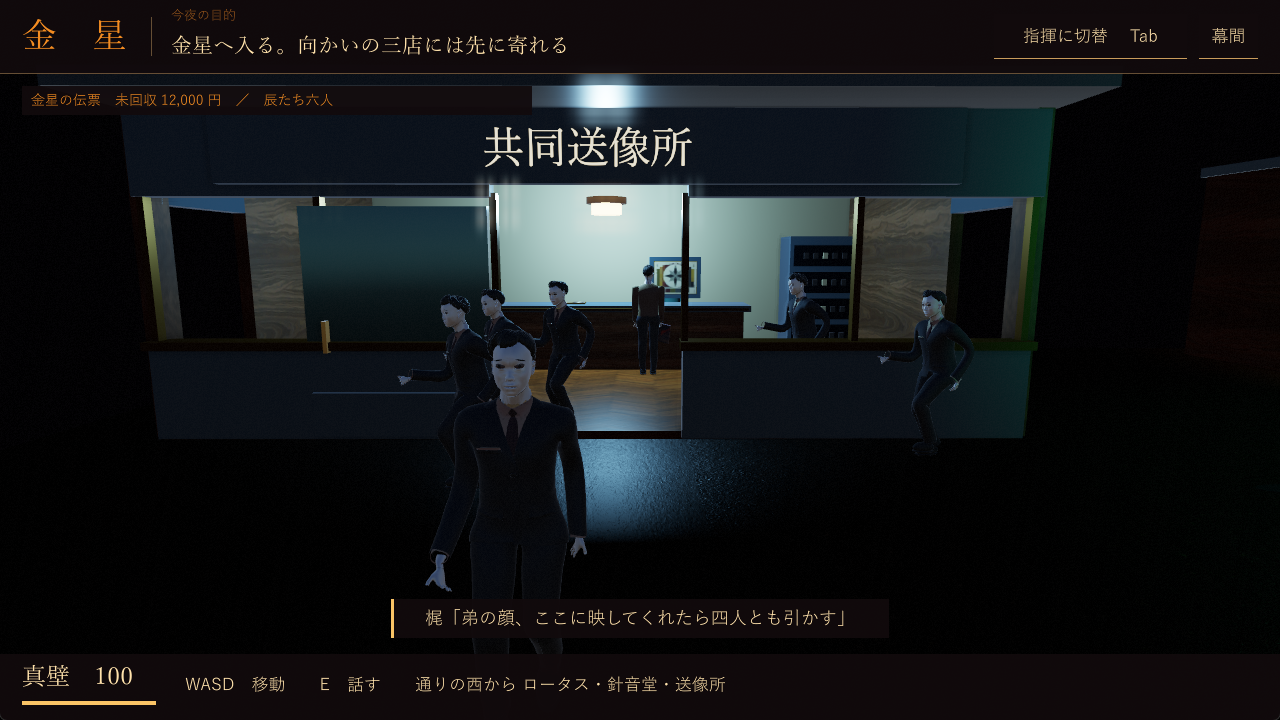 金星
今夜の目的
金星へ入る。向かいの三店には先に寄れる
指揮に切替 Tab
幕間
金星の伝票 未回収 12,000 円 ／ 辰たち六人
共同送像所
梶「弟の顔、ここに映してくれたら四人とも引かす」
真壁 100
WASD 移動 E 話す 通りの西から ロータス・針音堂・送像所